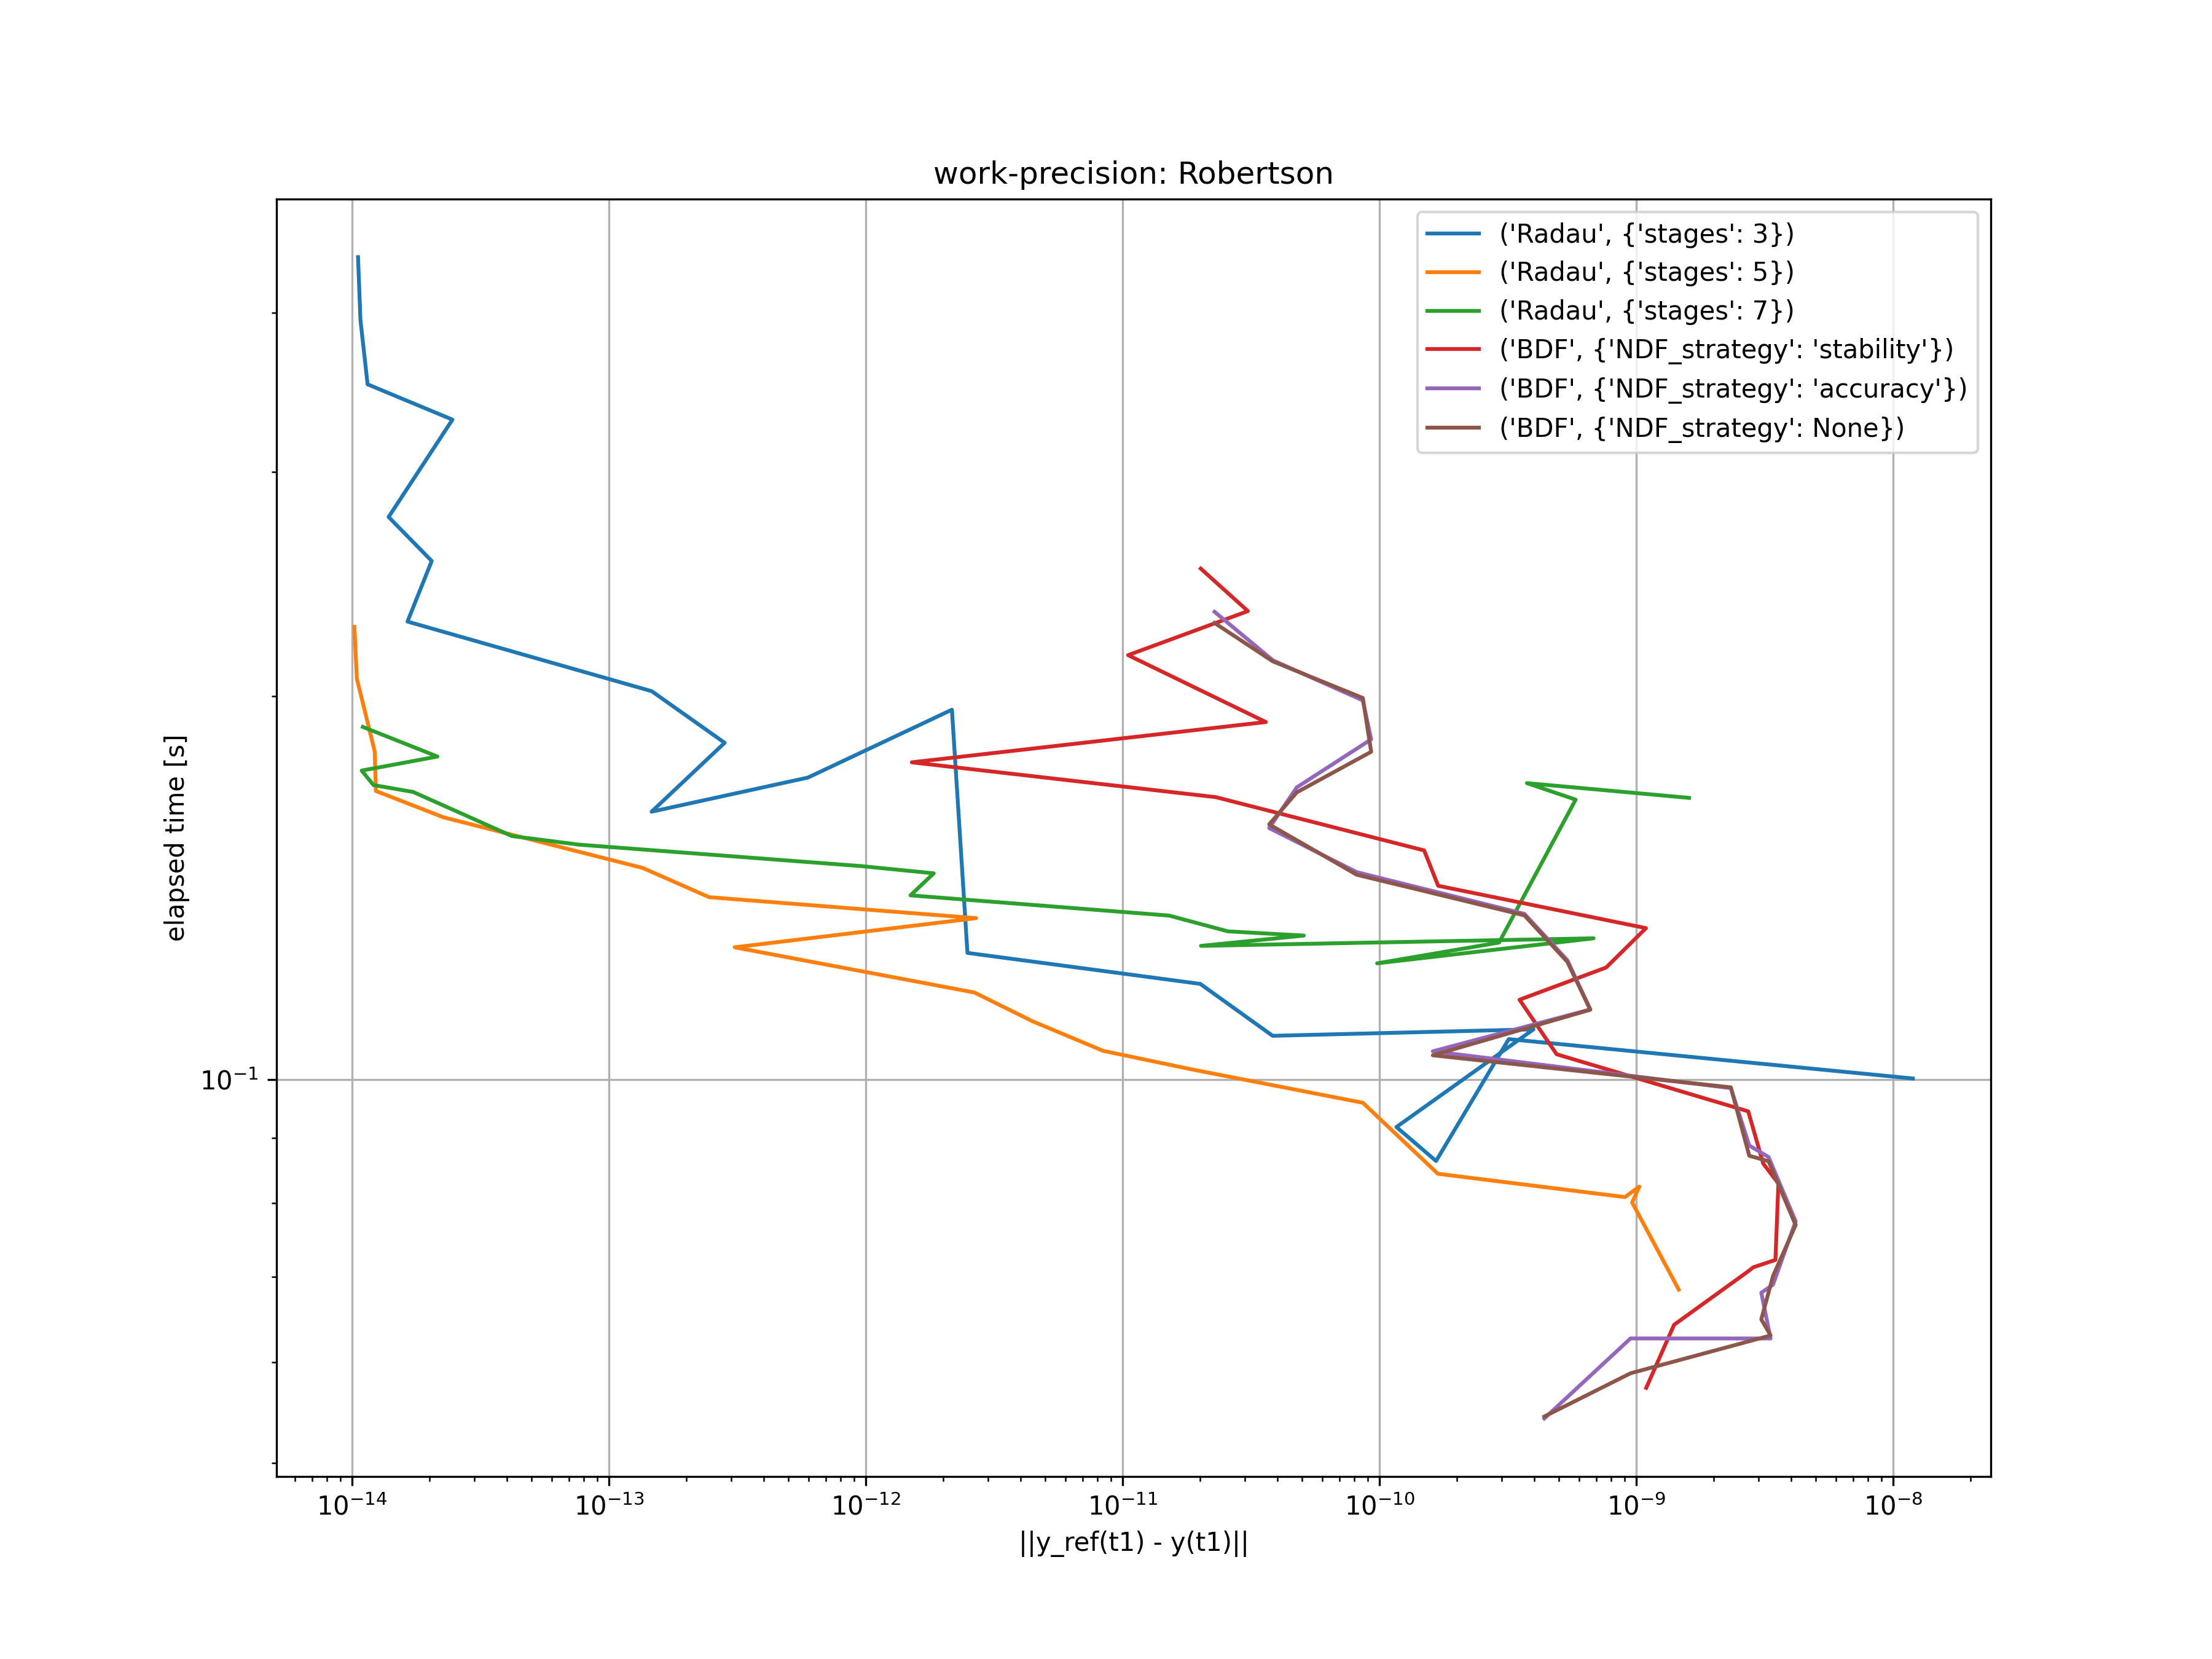 work-precision: Robertson
('Radau', {'stages': 3})
('Radau', {'stages': 5})
('Radau', {'stages': 7})
('BDF', {'NDF_strategy': 'stability'})
('BDF', {'NDF_strategy': 'accuracy'})
('BDF', {'NDF_strategy': None})
elapsed time [s]
10⁻¹
10⁻¹⁴ 10⁻¹³ 10⁻¹² 10⁻¹¹ 10⁻¹⁰ 10⁻⁹ 10⁻⁸
||y_ref(t1) - y(t1)||